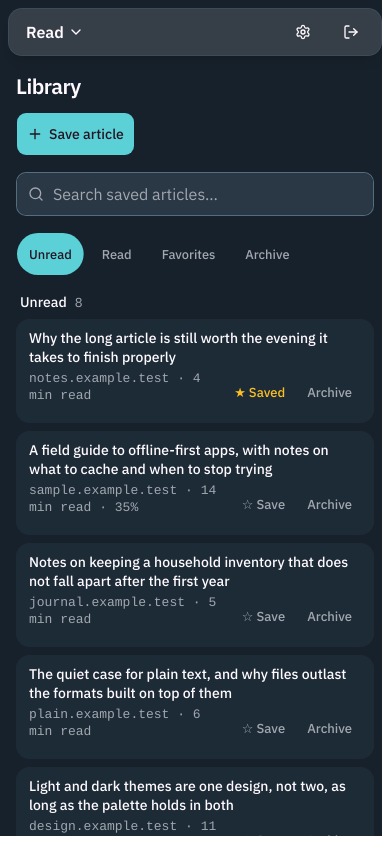 Read
Library
+ Save article
Search saved articles...
Unread Read Favorites Archive
Unread 8
Why the long article is still worth the evening it
takes to finish properly
notes.example.test · 4
min read
★ Saved Archive
A field guide to offline-first apps, with notes on
what to cache and when to stop trying
sample.example.test · 14
min read · 35%
☆ Save Archive
Notes on keeping a household inventory that does
not fall apart after the first year
journal.example.test · 5
min read
☆ Save Archive
The quiet case for plain text, and why files outlast
the formats built on top of them
plain.example.test · 6
min read
☆ Save Archive
Light and dark themes are one design, not two, as
long as the palette holds in both
design.example.test · 11